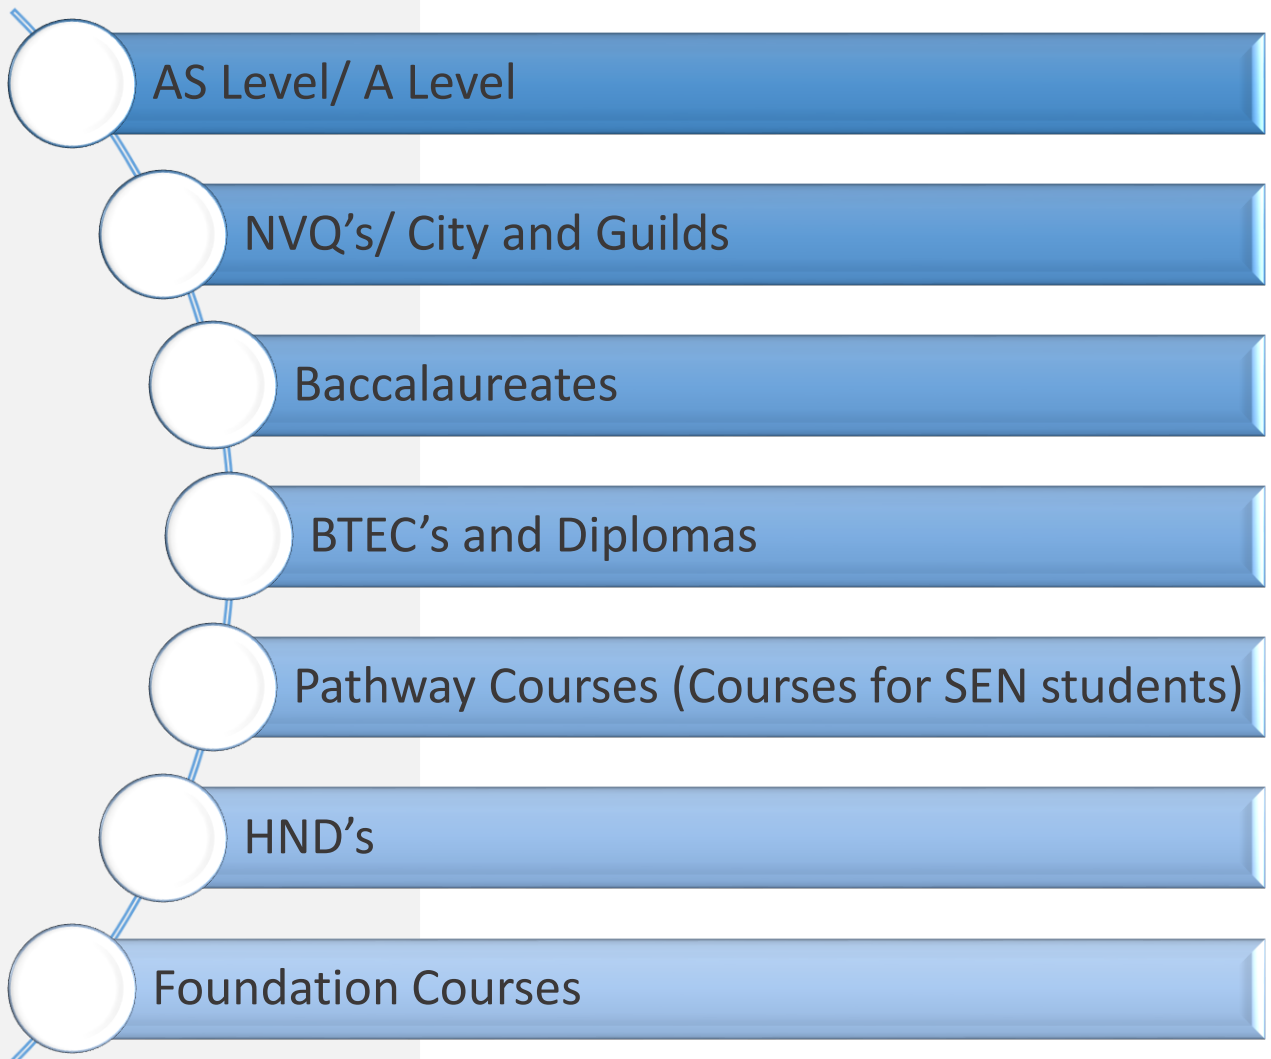 AS Level/ A Level
NVQ’s/ City and Guilds
Baccalaureates
BTEC’s and Diplomas
Pathway Courses (Courses for SEN students)
HND’s
Foundation Courses